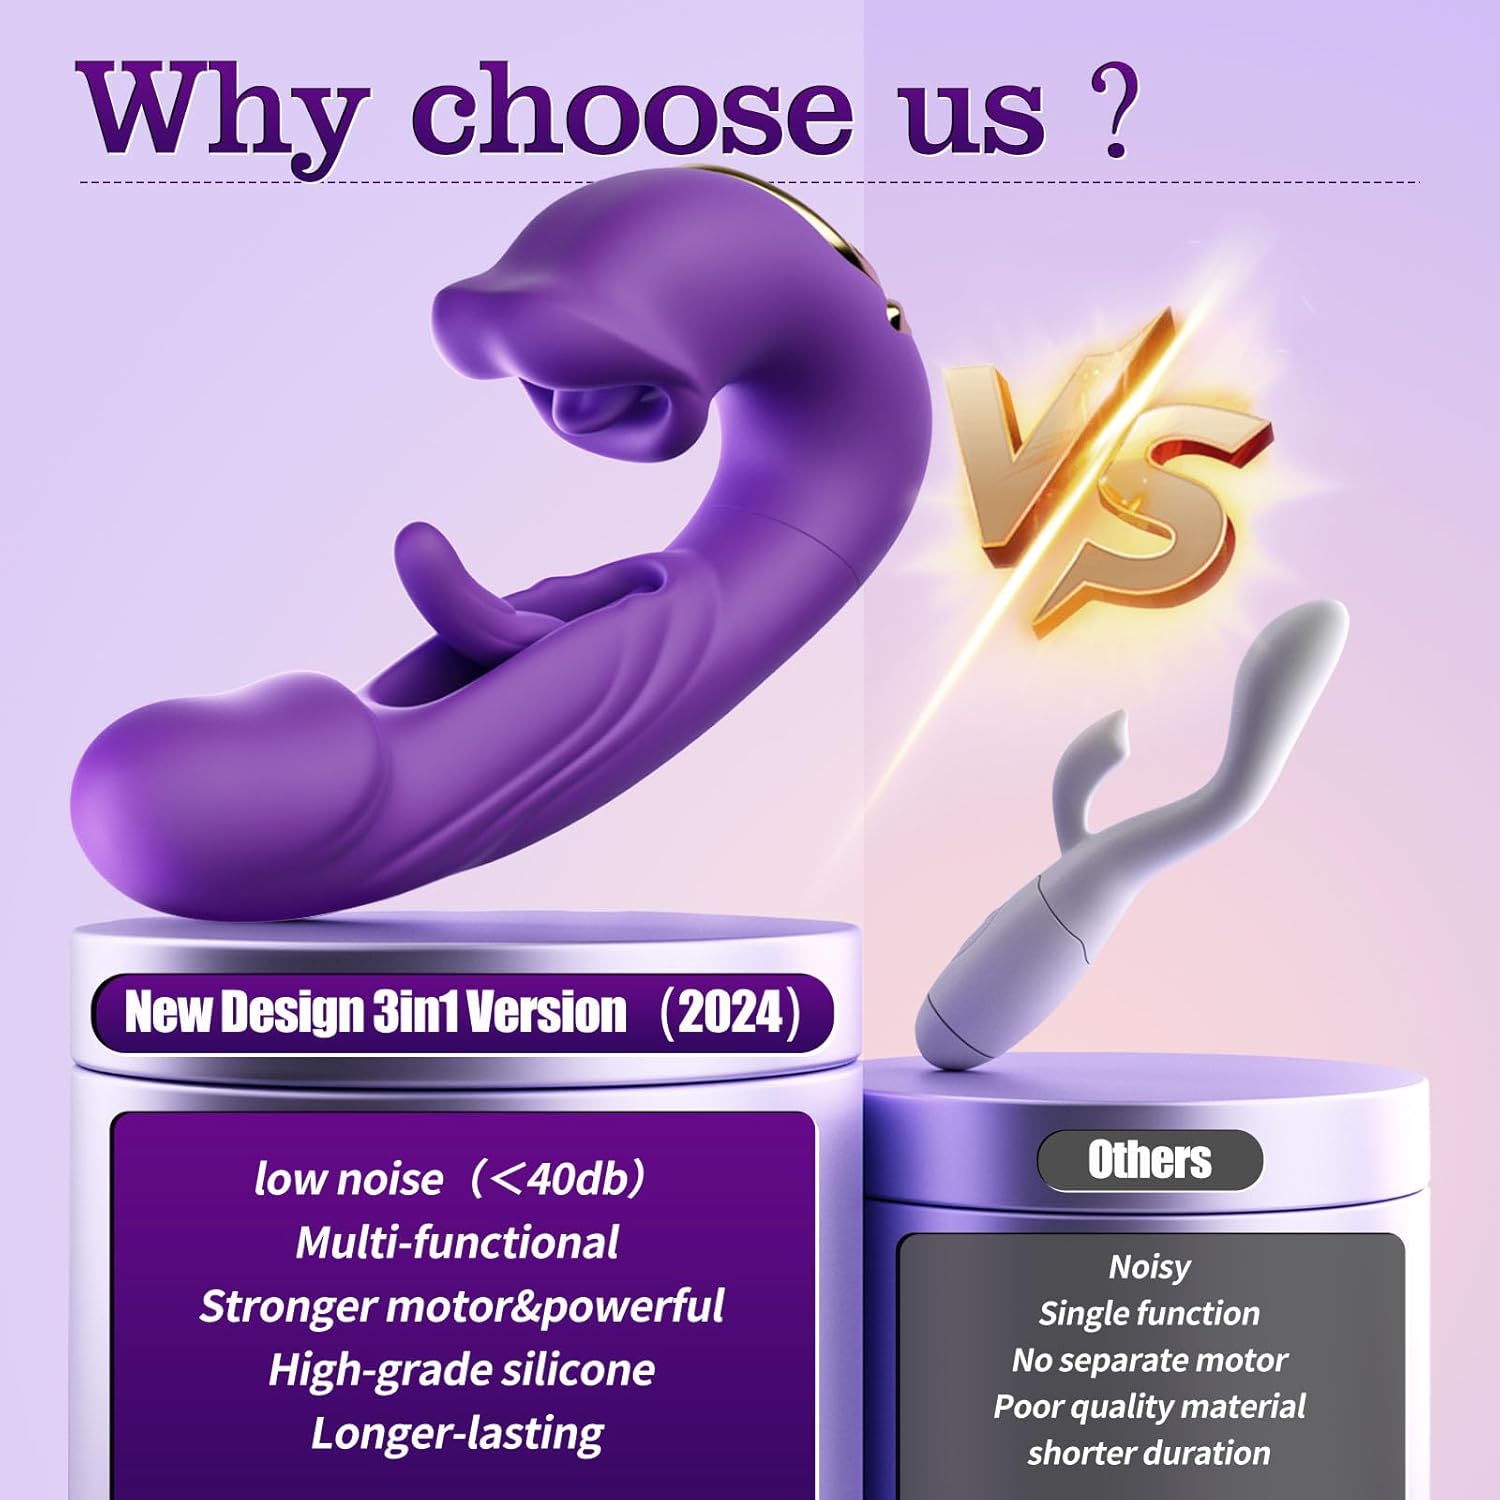 Why choose us ?
VS
New Design 3in1 Version （2024）
low noise（＜40db）
Multi-functional
Stronger motor&powerful
High-grade silicone
Longer-lasting
Others
Noisy
Single function
No separate motor
Poor quality material
shorter duration